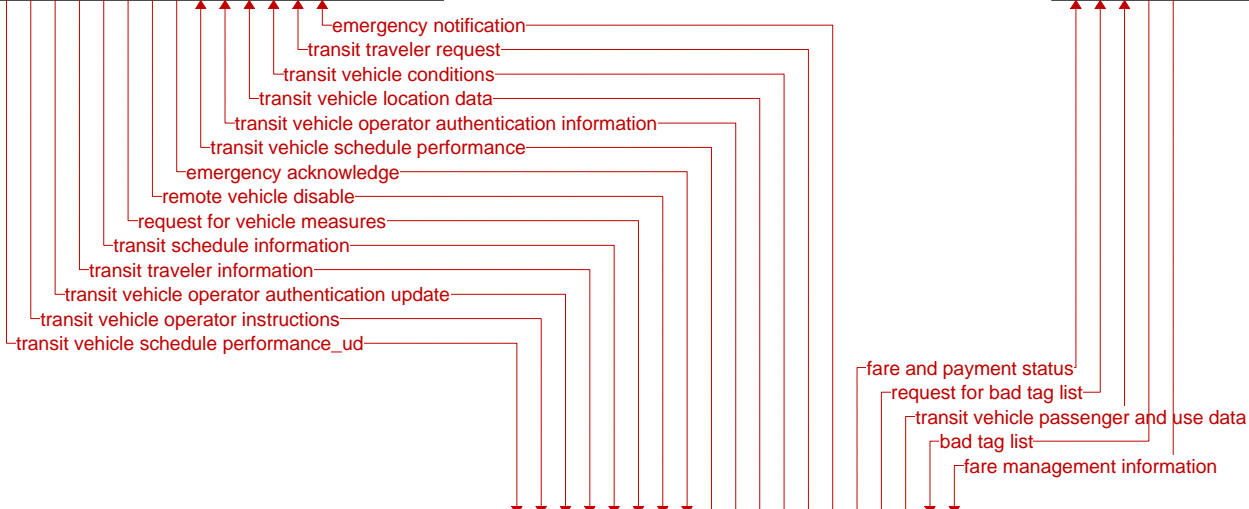 emergency notification
transit traveler request
transit vehicle conditions
transit vehicle location data
transit vehicle operator authentication information
transit vehicle schedule performance
emergency acknowledge
remote vehicle disable
request for vehicle measures
transit schedule information
transit traveler information
transit vehicle operator authentication update
transit vehicle operator instructions
transit vehicle schedule performance_ud
fare and payment status
request for bad tag list
transit vehicle passenger and use data
bad tag list
fare management information